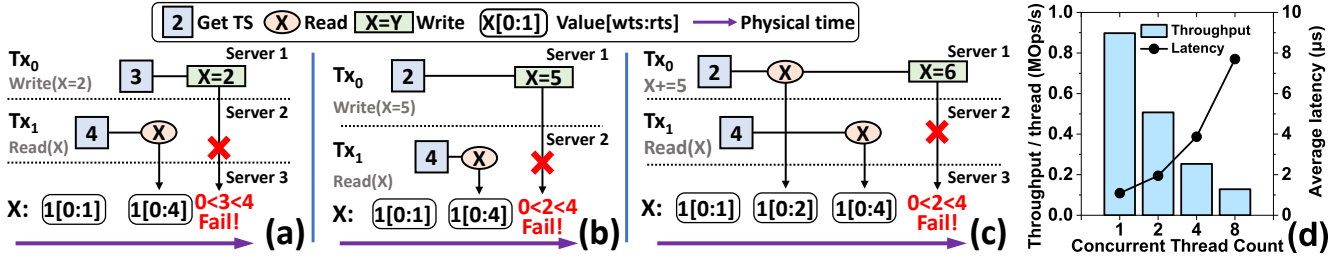 2 Get TS X Read X=Y Write X[0:1] Value[wts:rts] Physical time
Server 1
Tx0
Write(X=2)
3
X=2
Server 2
Tx1
Read(X)
4
X
Server 3
X: 1[0:1] 1[0:4] 0<3<4
Fail!
(a)
Server 1
Tx0
2
X=5
Write(X=5)
Server 2
Tx1
4
X
Read(X)
Server 3
X: 1[0:1] 1[0:4] 0<2<4
Fail!
(b)
Server 1
Tx0
X+=5
2
X
X=6
Server 2
Tx1
Read(X)
4
X
Server 3
X: 1[0:1] 1[0:2] 1[0:4] 0<2<4
Fail!
(c)
Throughput / thread (MOps/s)
1.0
0.8
0.6
0.4
0.2
0.0
Throughput
Latency
10
8
6
4
2
0
Average latency (μs)
1 2 4 8
Concurrent Thread Count
(d)